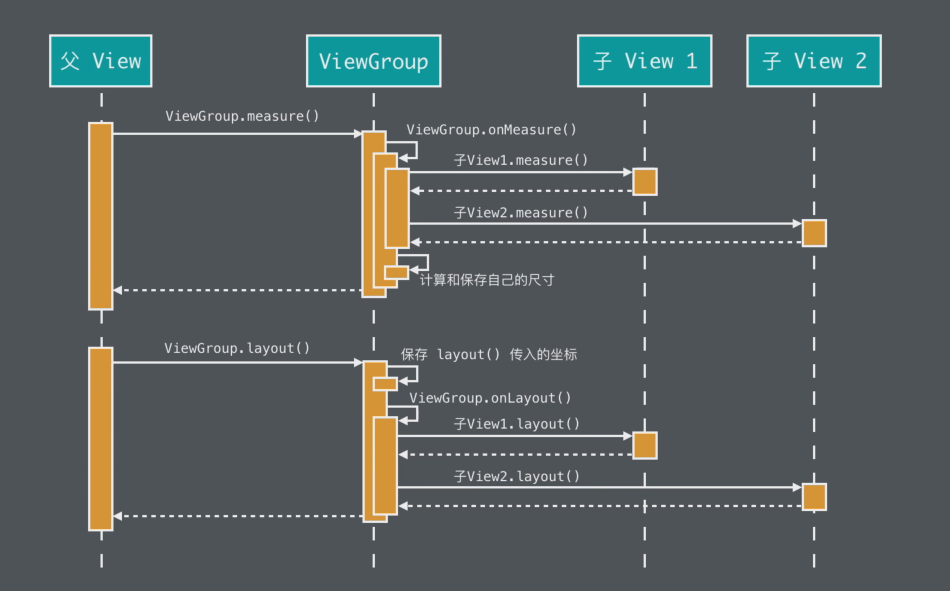 父 View
ViewGroup
子 View 1
子 View 2
ViewGroup.measure()
ViewGroup.onMeasure()
子View1.measure()
子View2.measure()
计算和保存自己的尺寸
ViewGroup.layout()
保存 layout() 传入的坐标
ViewGroup.onLayout()
子View1.layout()
子View2.layout()